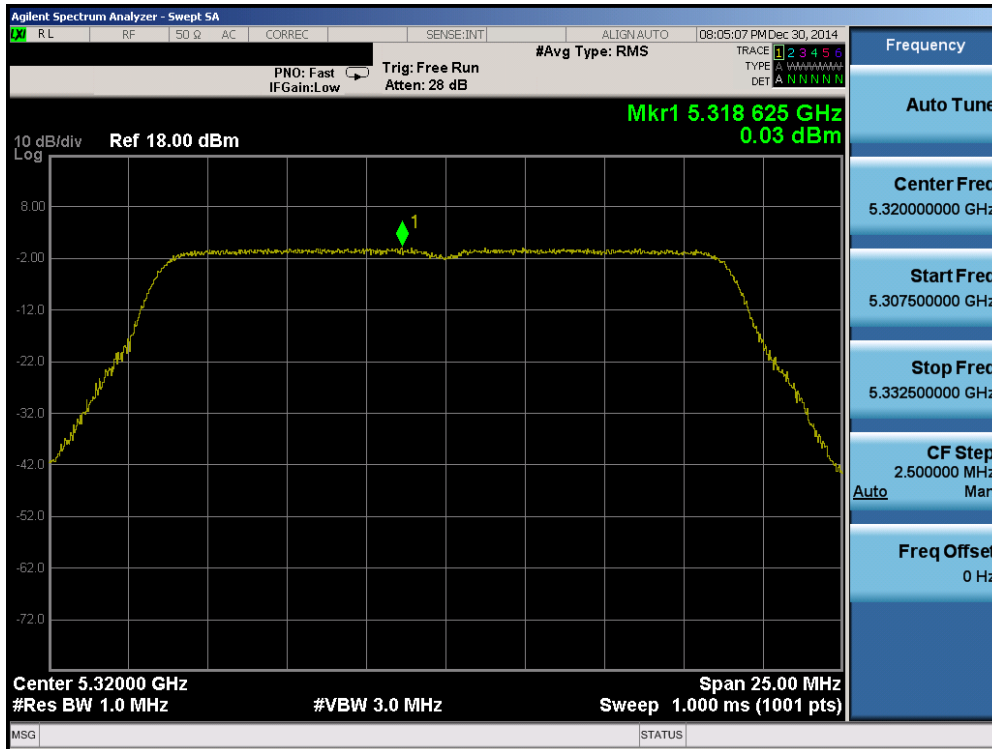 Agilent Spectrum Analyzer - Swept SA
LXI RL RF 50 Ω AC CORREC SENSE:INT ALIGN AUTO 08:05:07 PM Dec 30, 2014
#Avg Type: RMS
TRACE 1 2 3 4 5 6
PNO: Fast Trig: Free Run
TYPE A WWWWW
IFGain:Low Atten: 28 dB
DET A N N N N N
Mkr1 5.318 625 GHz
0.03 dBm
10 dB/div Ref 18.00 dBm
Log
1
8.00
-2.00
-12.0
-22.0
-32.0
-42.0
-52.0
-62.0
-72.0
Center 5.32000 GHz Span 25.00 MHz
#Res BW 1.0 MHz #VBW 3.0 MHz Sweep 1.000 ms (1001 pts)
MSG STATUS
Frequency
Auto Tune
Center Freq
5.320000000 GHz
Start Freq
5.307500000 GHz
Stop Freq
5.332500000 GHz
CF Step
2.500000 MHz
Auto Man
Freq Offset
0 Hz